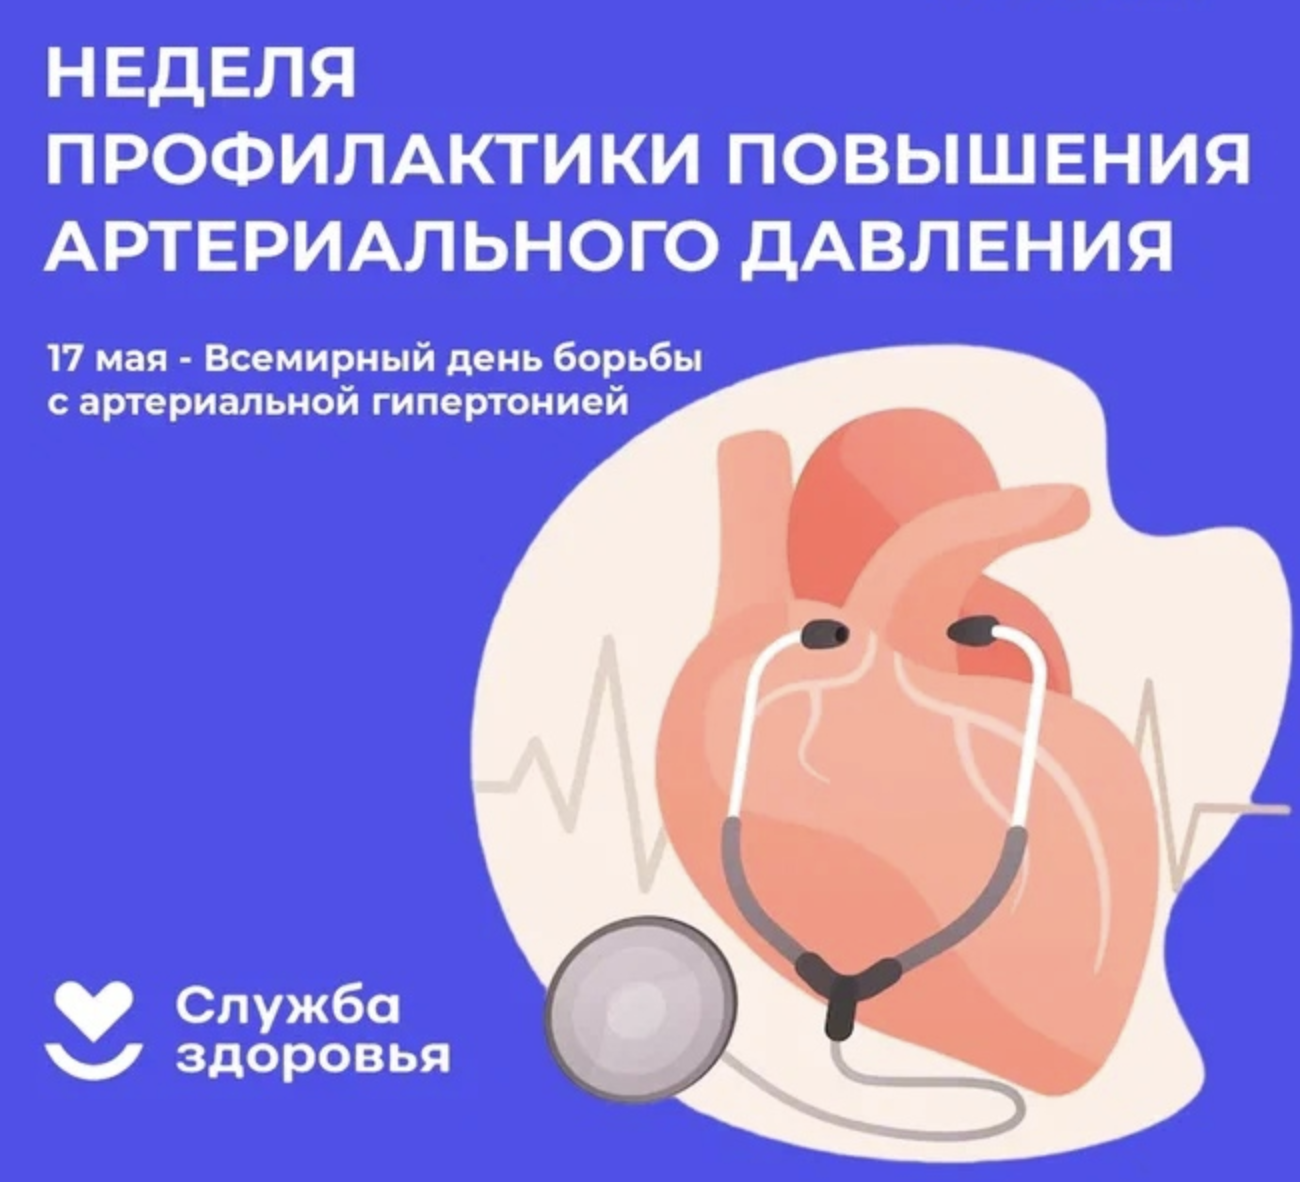 НЕДЕЛЯ
ПРОФИЛАКТИКИ ПОВЫШЕНИЯ
АРТЕРИАЛЬНОГО ДАВЛЕНИЯ
17 мая - Всемирный день борьбы
с артериальной гипертонией
Служба
здоровья